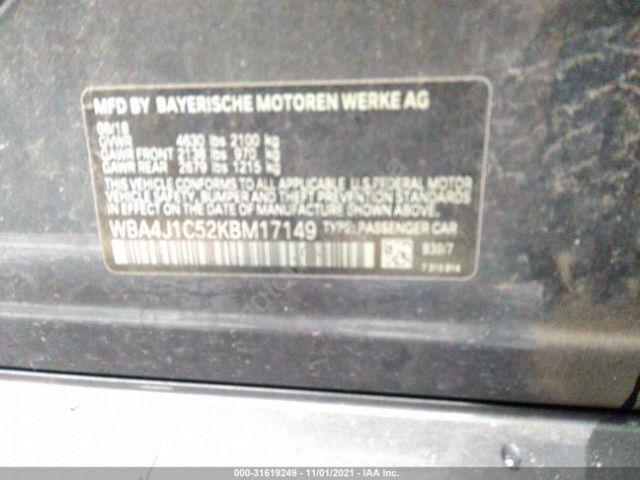 MFD BY BAYERISCHE MOTOREN WERKE AG
08/18
GVWR 4630 lbs 2100 kg
GAWR FRONT 2138 lbs 970 kg
GAWR REAR 2679 lbs 1215 kg
THIS VEHICLE CONFORMS TO ALL APPLICABLE U.S. FEDERAL MOTOR
VEHICLE SAFETY, BUMPER AND THEFT PREVENTION STANDARDS
IN EFFECT ON THE DATE OF MANUFACTURE SHOWN ABOVE.
WBA4J1C52KBM17149 TYPE: PASSENGER CAR
000-31619249 - 11/01/2021 - IAA Inc.